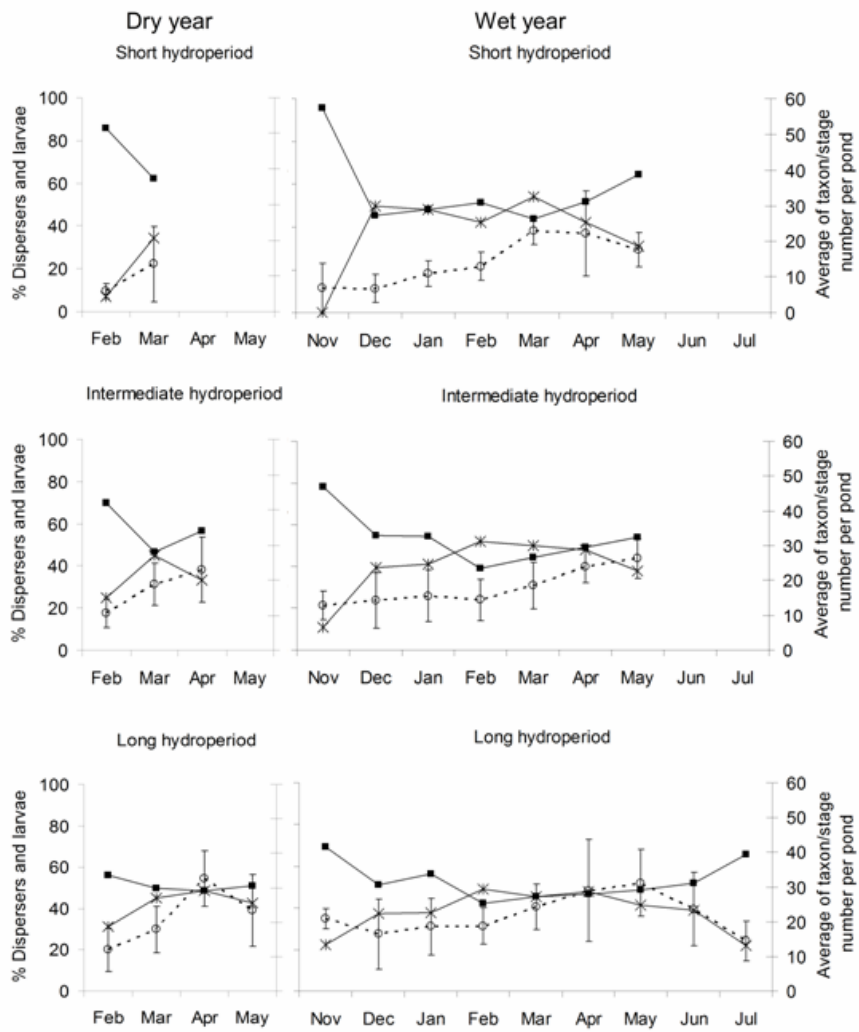 Dry year Wet year
Short hydroperiod Short hydroperiod
% Dispersers and larvae
100
80
60
40
20
0
Feb Mar Apr May
Nov Dec Jan Feb Mar Apr May Jun Jul
60
50
40
30
20
10
0
Average of taxon/stage
number per pond
Intermediate hydroperiod Intermediate hydroperiod
% Dispersers and larvae
100
80
60
40
20
0
Feb Mar Apr May
Nov Dec Jan Feb Mar Apr May Jun Jul
60
50
40
30
20
10
0
Average of taxon/stage
number per pond
Long hydroperiod Long hydroperiod
% Dispersers and larvae
100
80
60
40
20
0
Feb Mar Apr May
Nov Dec Jan Feb Mar Apr May Jun Jul
60
50
40
30
20
10
0
Average of taxon/stage
number per pond